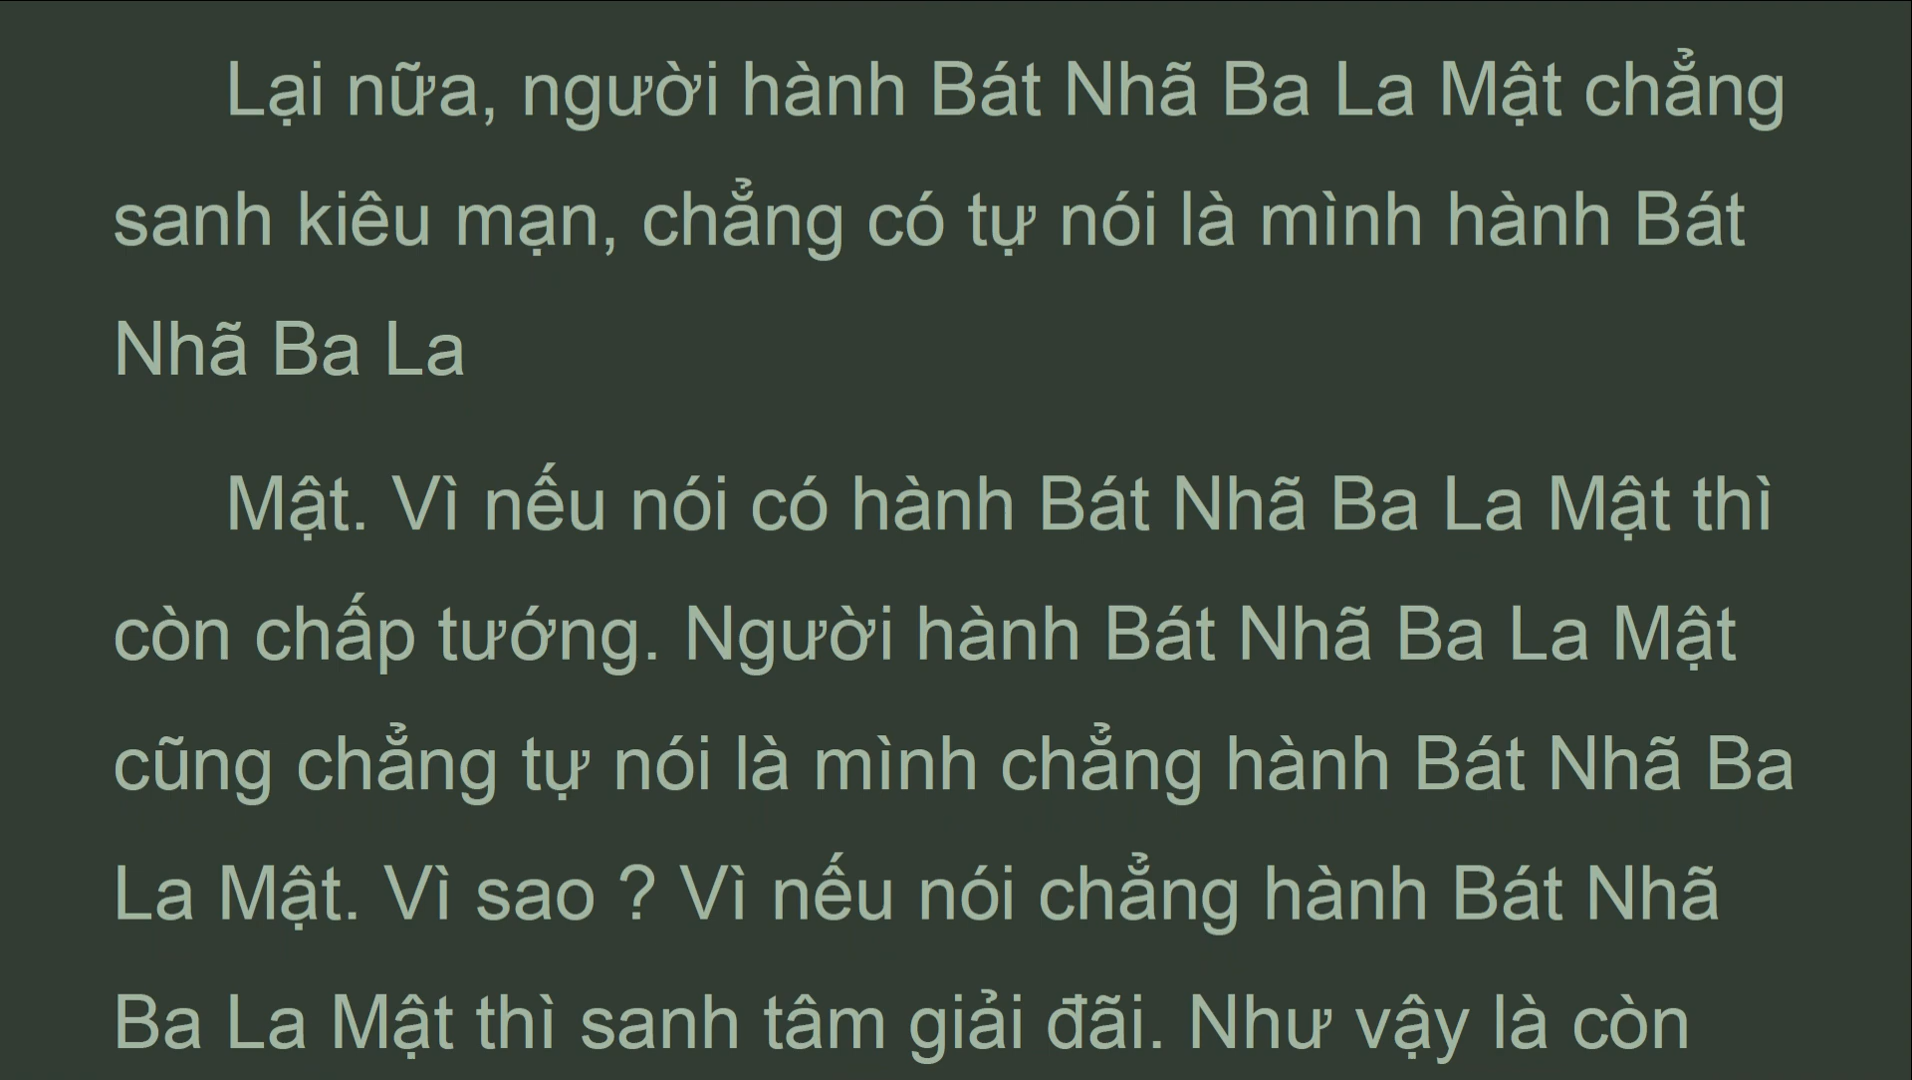 Lại nữa, người hành Bát Nhã Ba La Mật chẳng
sanh kiêu mạn, chẳng có tự nói là mình hành Bát
Nhã Ba La
Mật. Vì nếu nói có hành Bát Nhã Ba La Mật thì
còn chấp tướng. Người hành Bát Nhã Ba La Mật
cũng chẳng tự nói là mình chẳng hành Bát Nhã Ba
La Mật. Vì sao ? Vì nếu nói chẳng hành Bát Nhã
Ba La Mật thì sanh tâm giải đãi. Như vậy là còn